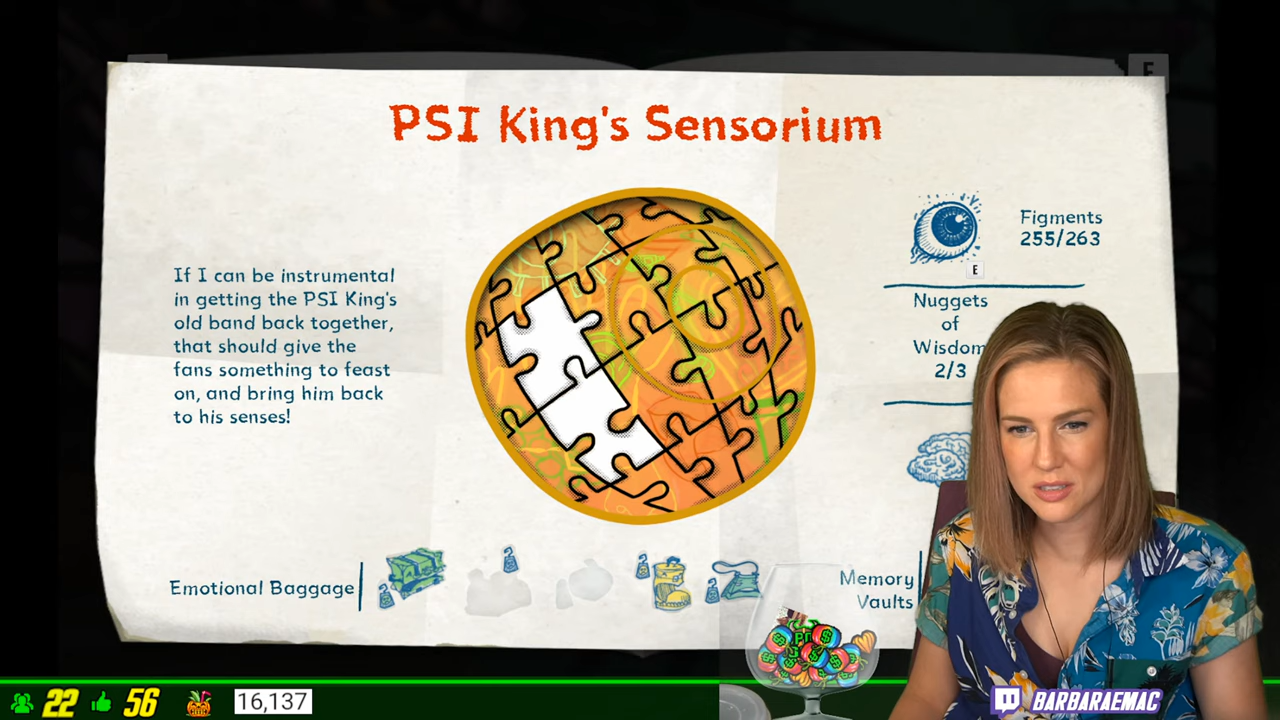 E
PSI King's Sensorium
Figments
255/263
E
If I can be instrumental
in getting the PSI King's
old band back together,
that should give the
fans something to feast
on, and bring him back
to his senses!
Nuggets
of
Wisdom
2/3
Emotional Baggage
Memory
Vaults
22
56
16,137
BARBARAEMAC